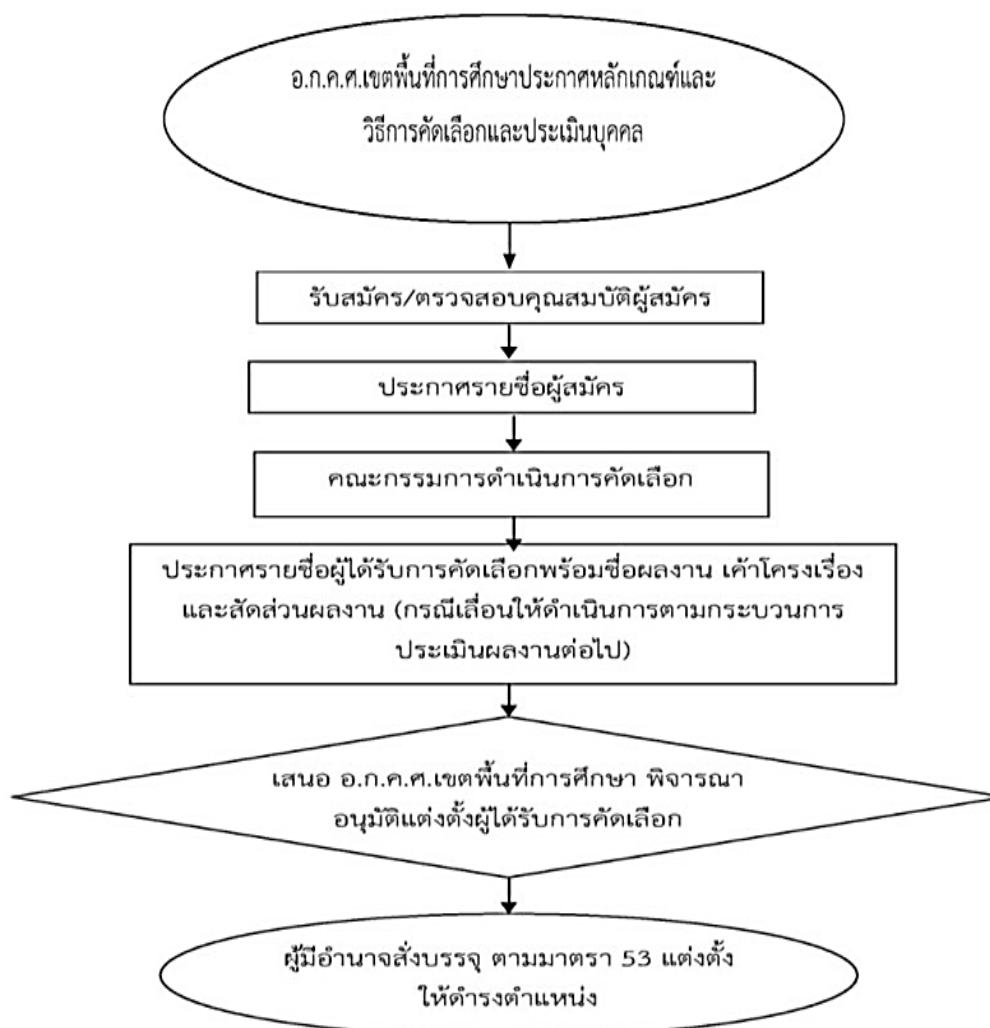 อ.ก.ค.ศ.เขตพื้นที่การศึกษาประกาศหลักเกณฑ์และ
วิธีการคัดเลือกและประเมินบุคคล
รับสมัคร/ตรวจสอบคุณสมบัติผู้สมัคร
ประกาศรายชื่อผู้สมัคร
คณะกรรมการดำเนินการคัดเลือก
ประกาศรายชื่อผู้ได้รับการคัดเลือกพร้อมชื่อผลงาน เค้าโครงเรื่อง
และสัดส่วนผลงาน (กรณีเลื่อนให้ดำเนินการตามกระบวนการ
ประเมินผลงานต่อไป)
เสนอ อ.ก.ค.ศ.เขตพื้นที่การศึกษา พิจารณา
อนุมัติแต่งตั้งผู้ได้รับการคัดเลือก
ผู้มีอำนาจสั่งบรรจุ ตามมาตรา 53 แต่งตั้ง
ให้ดำรงตำแหน่ง